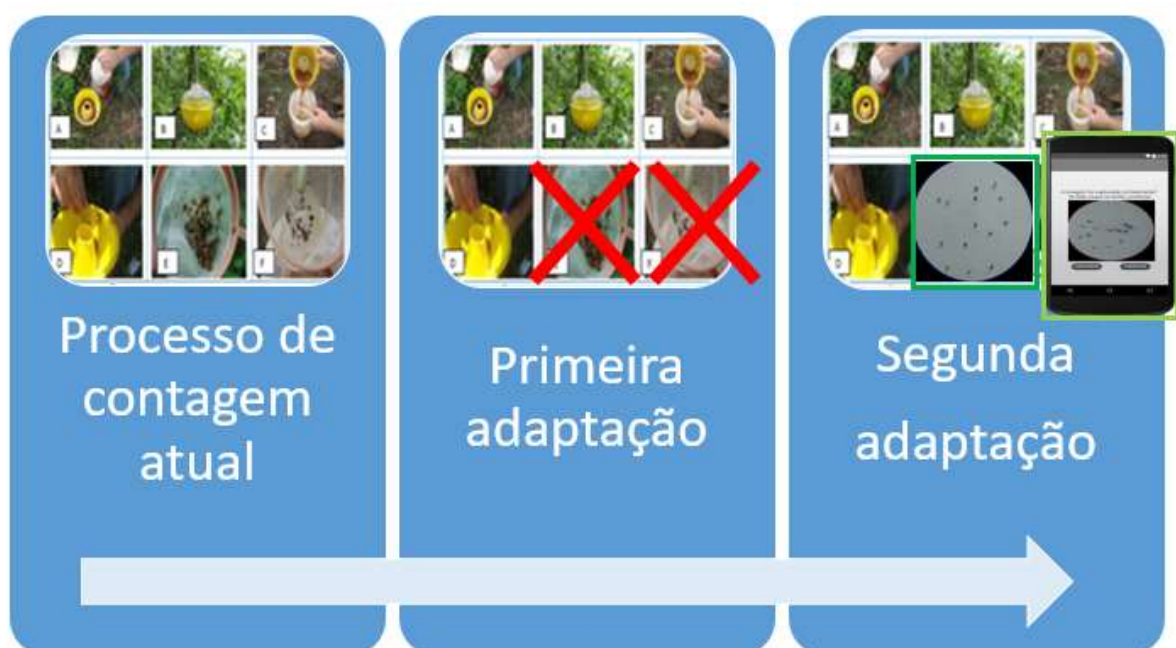 A
B
C
D
E
F
Processo de
contagem
atual
A
B
C
D
F
Primeira
adaptação
A
B
C
D
Segunda
adaptação